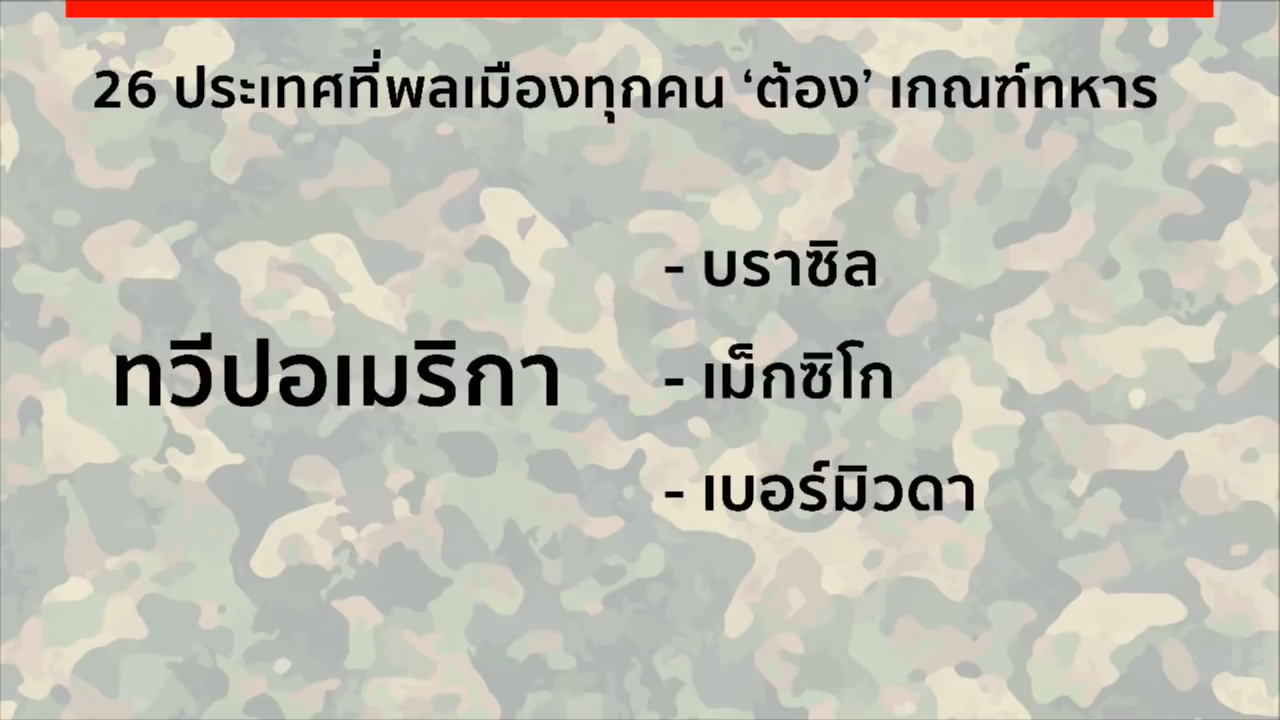 26 ประเทศที่พลเมืองทุกคน ‘ต้อง’ เกณฑ์ทหาร
ทวีปอเมริกา
- บราซิล
- เม็กซิโก
- เบอร์มิวดา